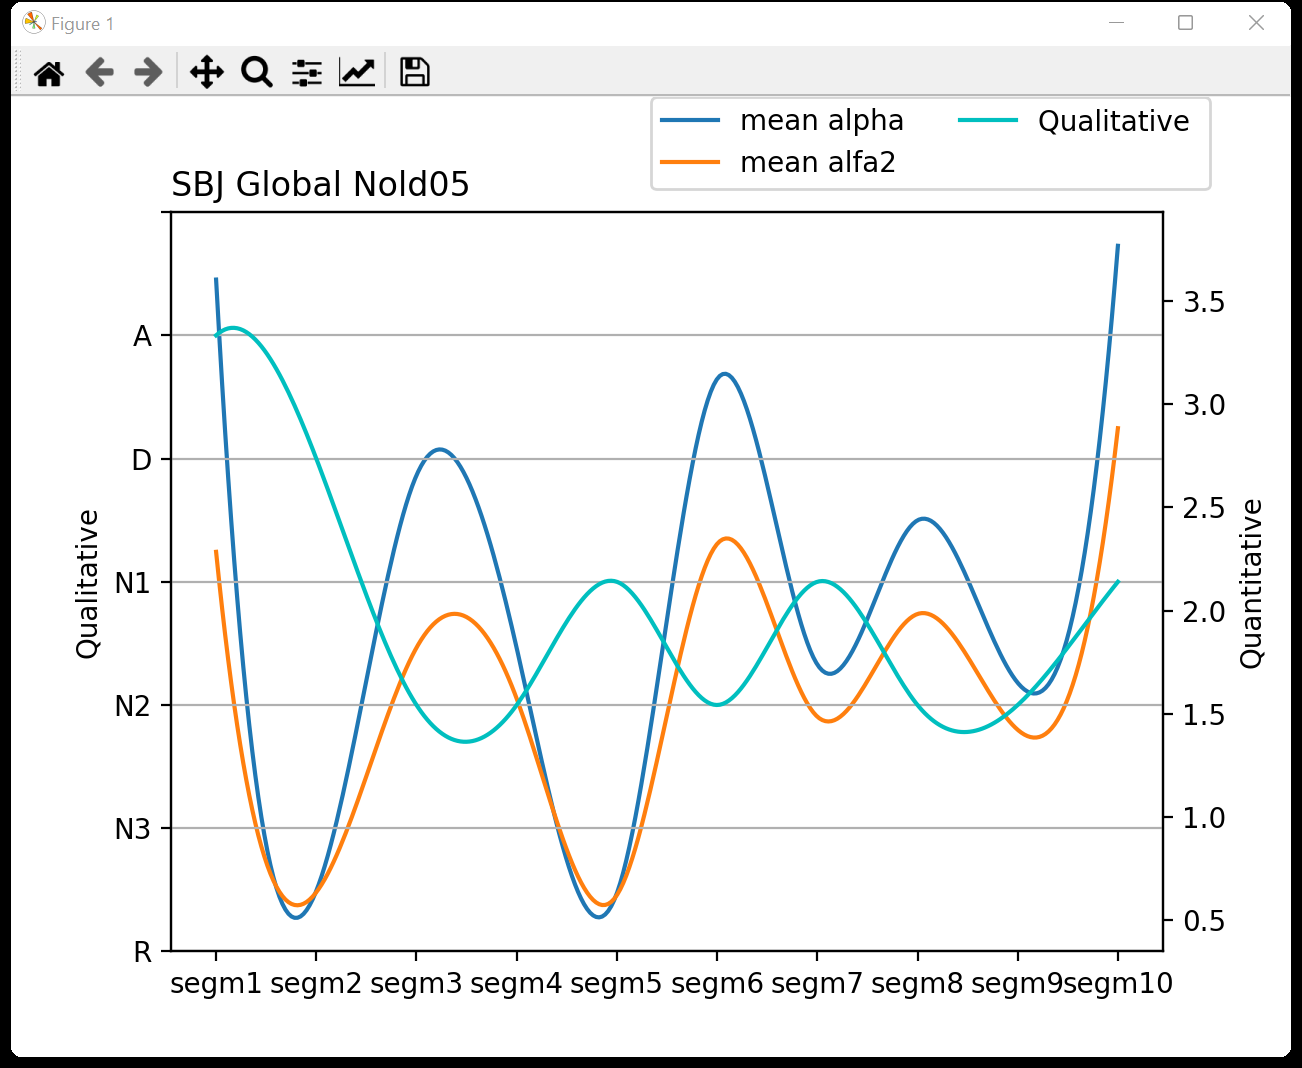 Figure 1
mean alpha
mean alfa2
Qualitative
SBJ Global Nold05
A
D
N1
N2
N3
R
Qualitative
3.5
3.0
2.5
2.0
1.5
1.0
0.5
Quantitative
segm1 segm2 segm3 segm4 segm5 segm6 segm7 segm8 segm9segm10